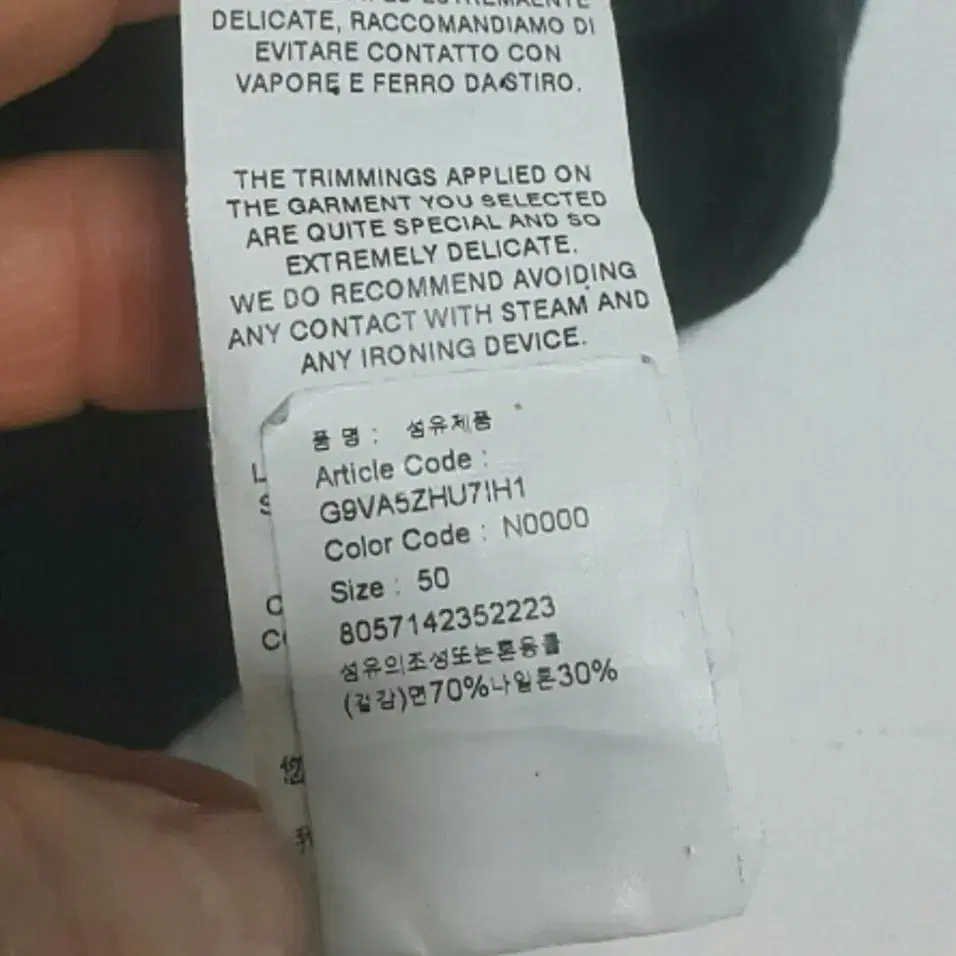 DELICATE, RACCOMANDIAMO DI
EVITARE CONTATTO CON
VAPORE E FERRO DA STIRO.
THE TRIMMINGS APPLIED ON
THE GARMENT YOU SELECTED
ARE QUITE SPECIAL AND SO
EXTREMELY DELICATE.
WE DO RECOMMEND AVOIDING
ANY CONTACT WITH STEAM AND
ANY IRONING DEVICE.
품 명 : 섬유제품
Article Code :
G9VA5ZHU7IH1
Color Code : N0000
Size : 50
8057142352223
섬유의조성또는혼용률
(겉감)면70%나일론30%
您
我